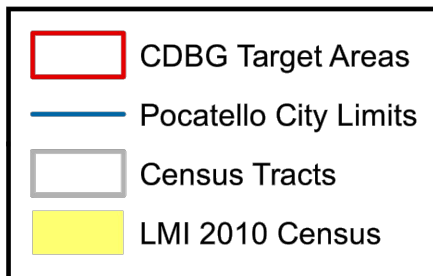 CDBG Target Areas
Pocatello City Limits
Census Tracts
LMI 2010 Census